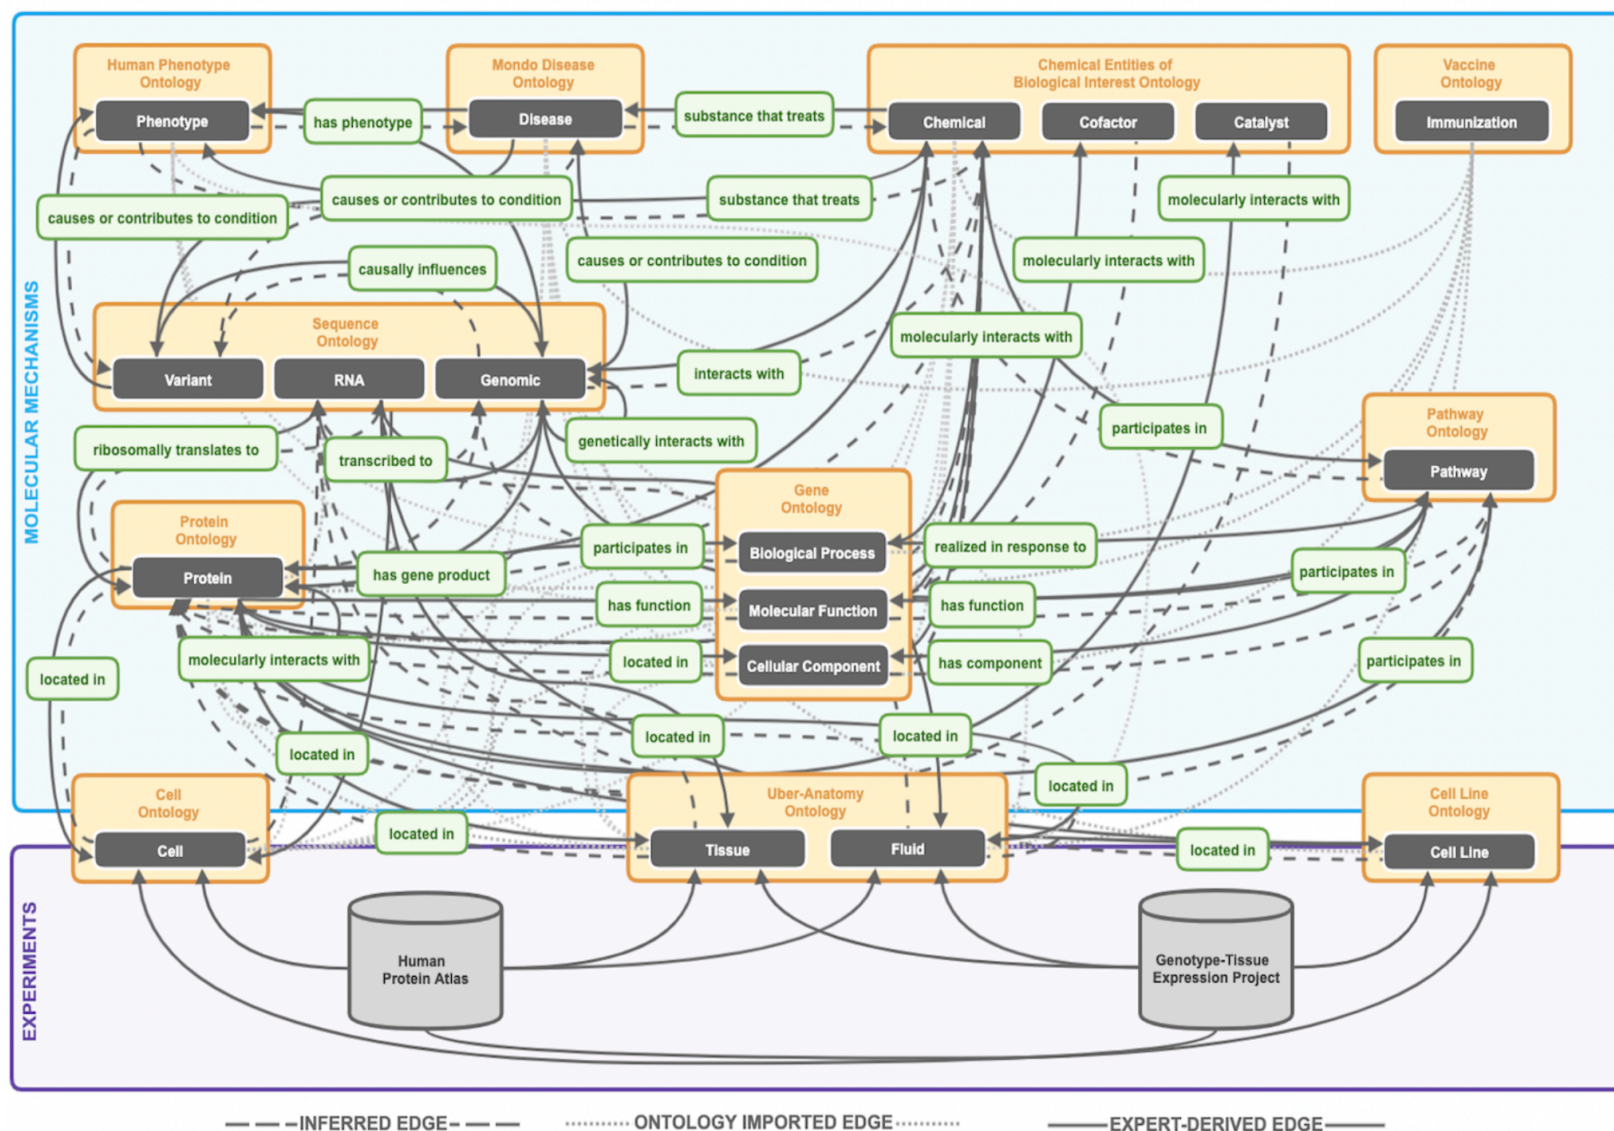 MOLECULAR MECHANISMS
Human Phenotype
Ontology
Phenotype
Mondo Disease
Ontology
Disease
Chemical Entities of
Biological Interest Ontology
Chemical
Cofactor
Catalyst
Vaccine
Ontology
Immunization
has phenotype
substance that treats
causes or contributes to condition
causes or contributes to condition
substance that treats
molecularly interacts with
causally influences
causes or contributes to condition
molecularly interacts with
Sequence
Ontology
Variant
RNA
Genomic
molecularly interacts with
interacts with
ribosomally translates to
transcribed to
genetically interacts with
participates in
Pathway
Ontology
Pathway
Protein
Ontology
Protein
Gene
Ontology
Biological Process
Molecular Function
Cellular Component
has gene product
participates in
has function
located in
realized in response to
has function
has component
participates in
participates in
located in
molecularly interacts with
located in
located in
located in
located in
Cell
Ontology
Cell
located in
Uber-Anatomy
Ontology
Tissue
Fluid
located in
Cell Line
Ontology
Cell Line
EXPERIMENTS
Human
Protein Atlas
Genotype-Tissue
Expression Project
INFERRED EDGE
ONTOLOGY IMPORTED EDGE
EXPERT-DERIVED EDGE